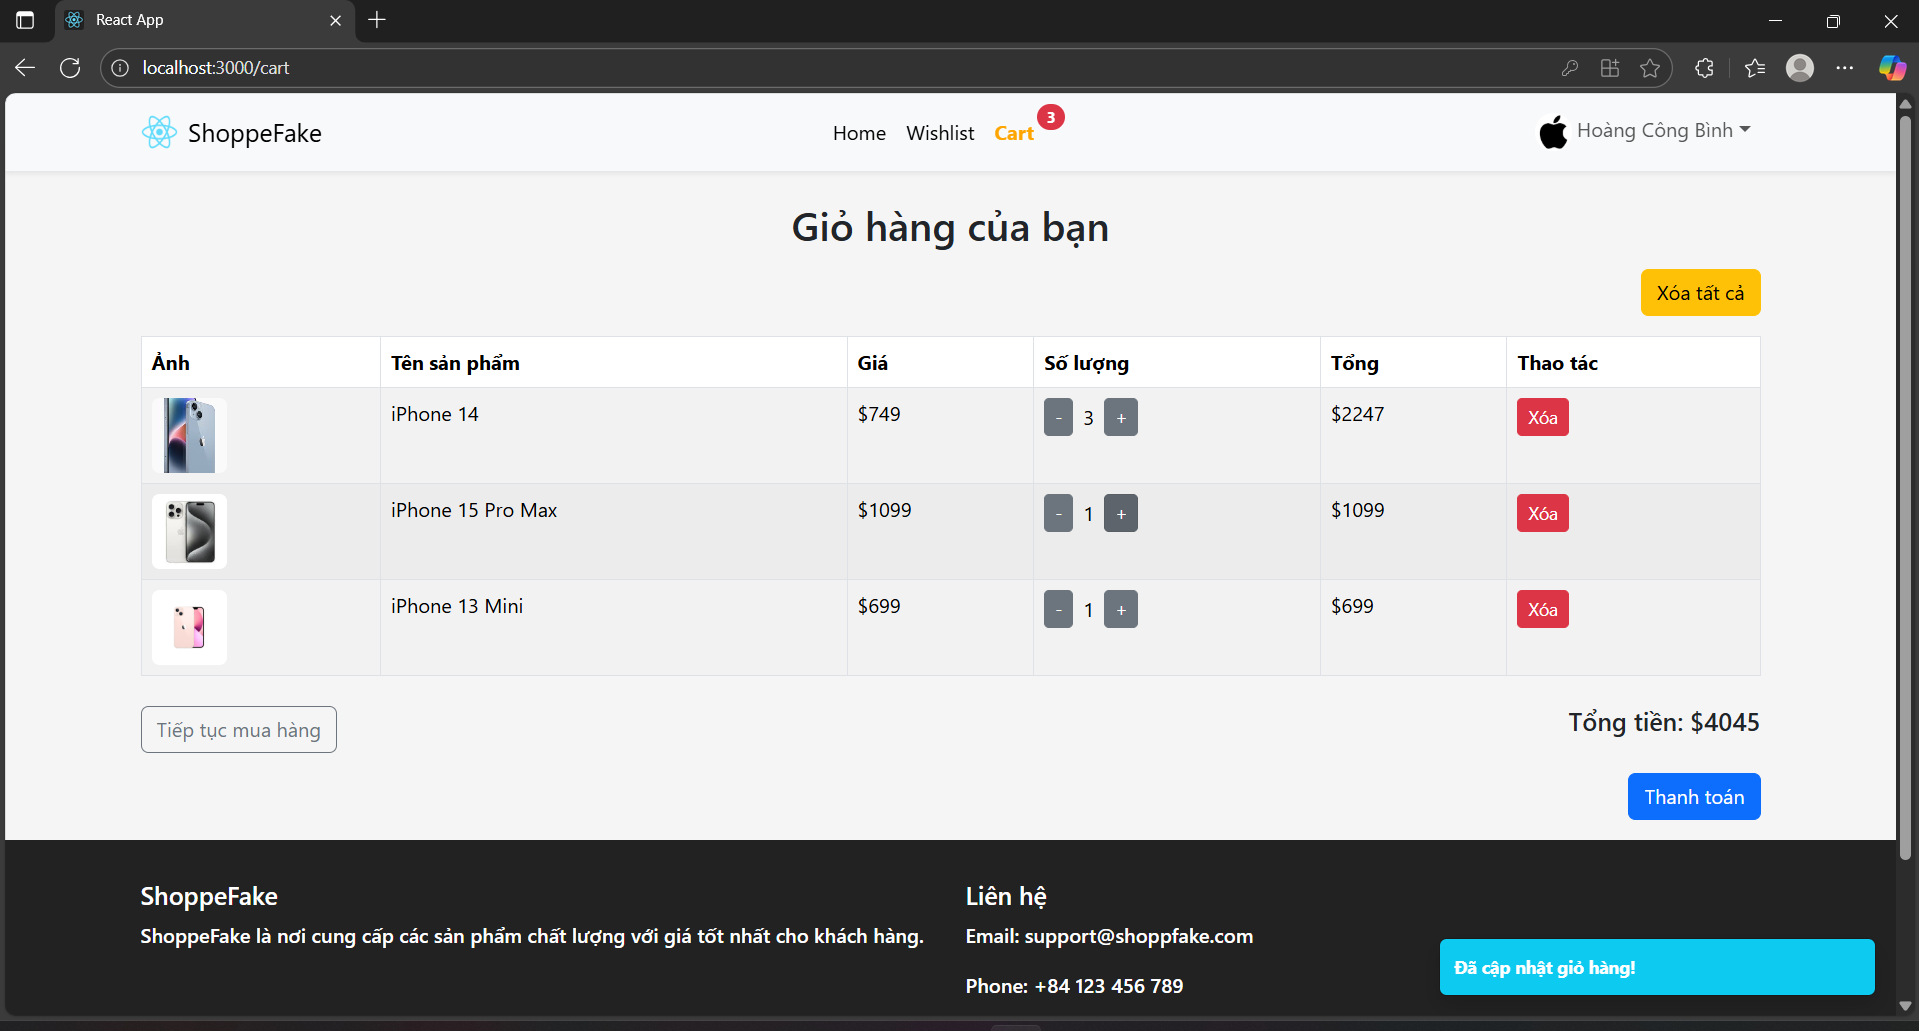 React App
localhost:3000/cart
ShoppeFake
Home Wishlist Cart 3
Hoàng Công Bình
Giỏ hàng của bạn
Xóa tất cả
Ảnh Tên sản phẩm Giá Số lượng Tổng Thao tác
iPhone 14 $749 - 3 + $2247 Xóa
iPhone 15 Pro Max $1099 - 1 + $1099 Xóa
iPhone 13 Mini $699 - 1 + $699 Xóa
Tiếp tục mua hàng
Tổng tiền: $4045
Thanh toán
ShoppeFake
ShoppeFake là nơi cung cấp các sản phẩm chất lượng với giá tốt nhất cho khách hàng.
Liên hệ
Email: support@shoppfake.com
Phone: +84 123 456 789
Đã cập nhật giỏ hàng!